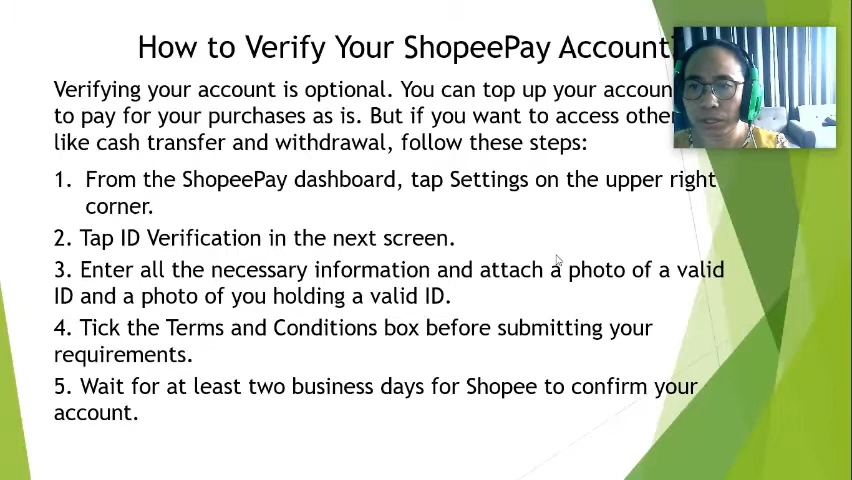 How to Verify Your ShopeePay Account
Verifying your account is optional. You can top up your accoun
to pay for your purchases as is. But if you want to access other
like cash transfer and withdrawal, follow these steps:
1. From the ShopeePay dashboard, tap Settings on the upper right
corner.
2. Tap ID Verification in the next screen.
3. Enter all the necessary information and attach a photo of a valid
ID and a photo of you holding a valid ID.
4. Tick the Terms and Conditions box before submitting your
requirements.
5. Wait for at least two business days for Shopee to confirm your
account.